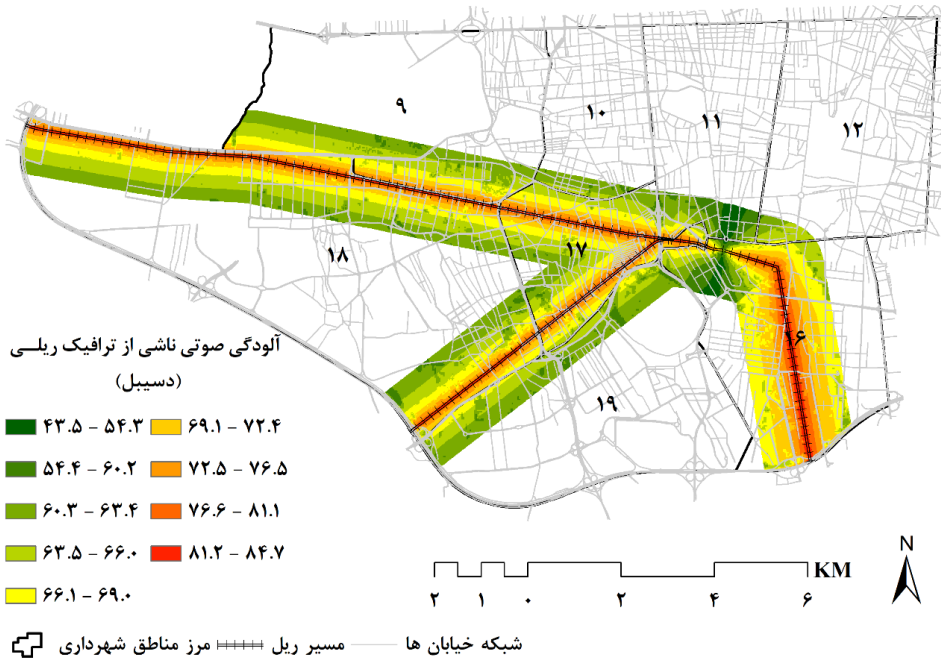 ۹
۱۰
۱۱
۱۲
۱۸
۱۷
۱۶
۱۹
آلودگی صوتی ناشی از ترافیک ریلــی
(دسیبل)
۴۳.۵ - ۵۴.۳
۶۹.۱ - ۷۲.۴
۵۴.۴ - ۶۰.۲
۷۲.۵ - ۷۶.۵
۶۰.۳ - ۶۳.۴
۷۶.۶ - ۸۱.۱
۶۳.۵ - ۶۶.۰
۸۱.۲ - ۸۴.۷
۶۶.۱ - ۶۹.۰
N
KM
۲ ۱ ۰ ۲ ۴ ۶
شبکه خیابان ها مسیر ریل مرز مناطق شهرداری